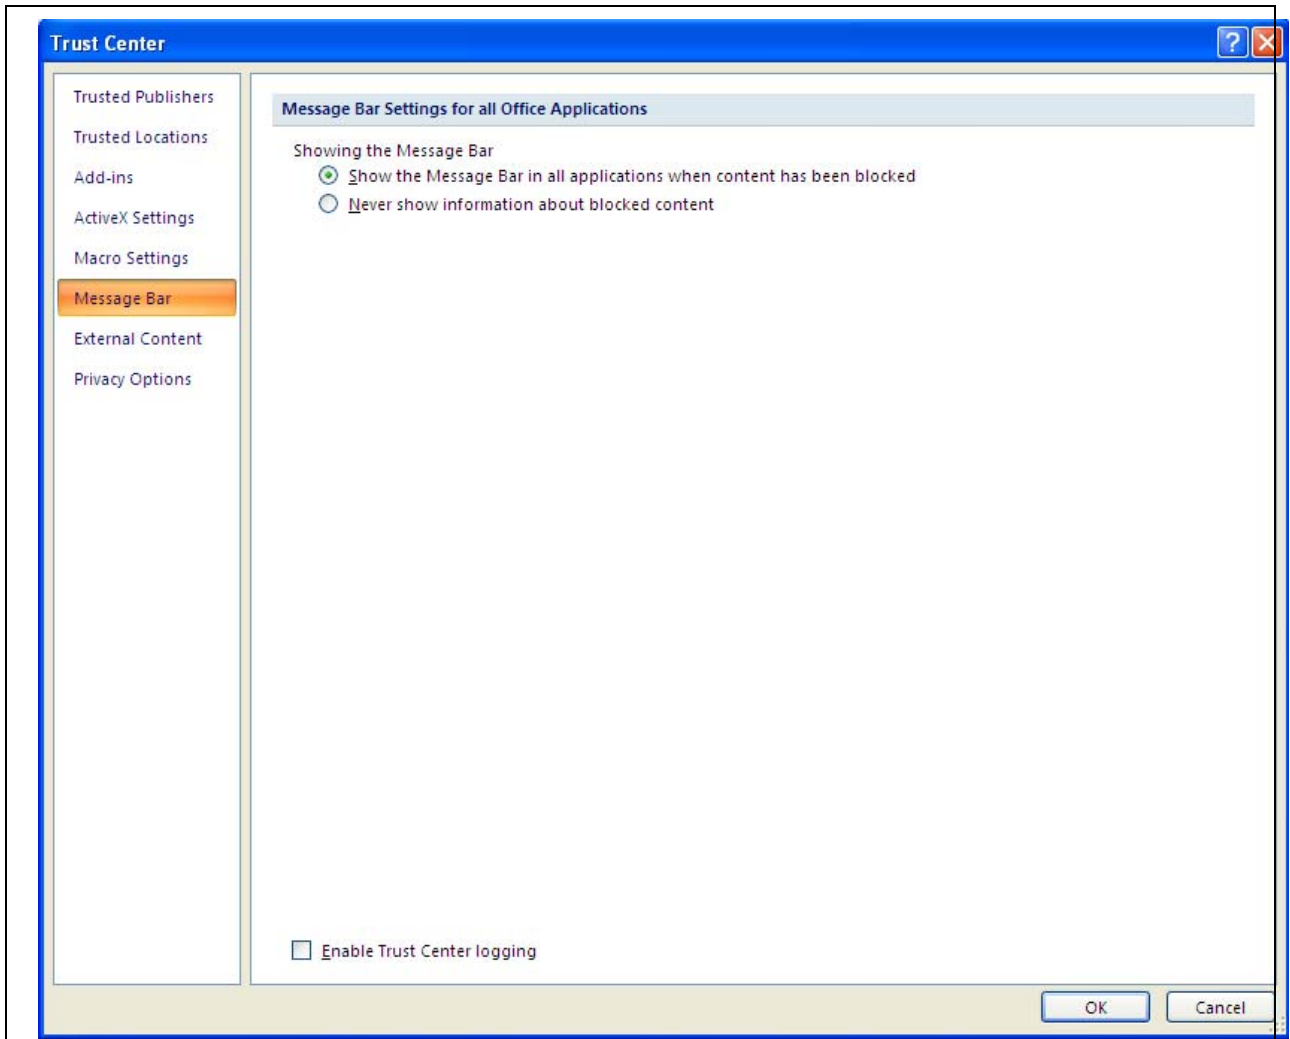 Trust Center
Trusted Publishers
Trusted Locations
Add-ins
ActiveX Settings
Macro Settings
Message Bar
External Content
Privacy Options
Message Bar Settings for all Office Applications
Showing the Message Bar
Show the Message Bar in all applications when content has been blocked
Never show information about blocked content
Enable Trust Center logging
OK
Cancel